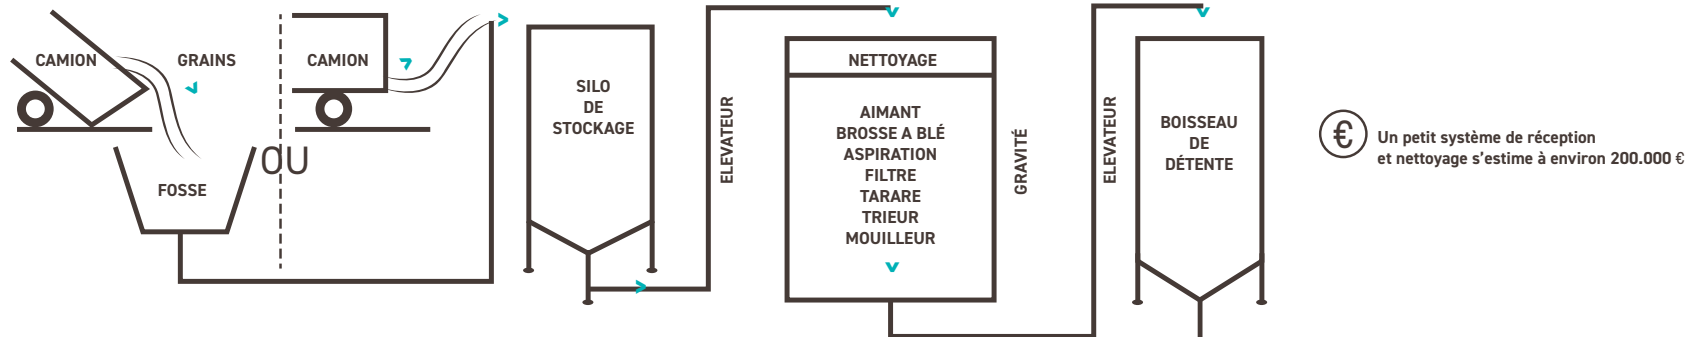 CAMION
GRAINS
FOSSE
OU
CAMION
SILO
DE
STOCKAGE
ELEVATEUR
NETTOYAGE
AIMANT
BROSSE A BLÉ
ASPIRATION
FILTRE
TARARE
TRIEUR
MOUILLEUR
GRAVITÉ
ELEVATEUR
BOISSEAU
DE
DÉTENTE
€
Un petit système de réception
et nettoyage s’estime à environ 200.000 €